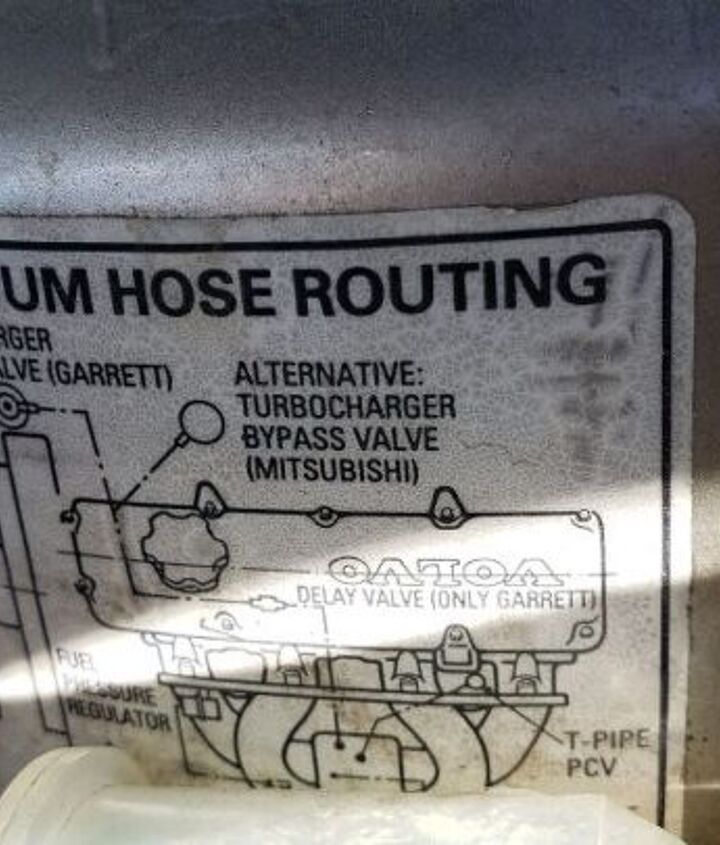 UM HOSE ROUTING
RGER
LVE (GARRETT)
ALTERNATIVE:
TURBOCHARGER
BYPASS VALVE
(MITSUBISHI)
VOLVO
DELAY VALVE (ONLY GARRETT)
FUEL
PRESSURE
REGULATOR
T-PIPE
PCV